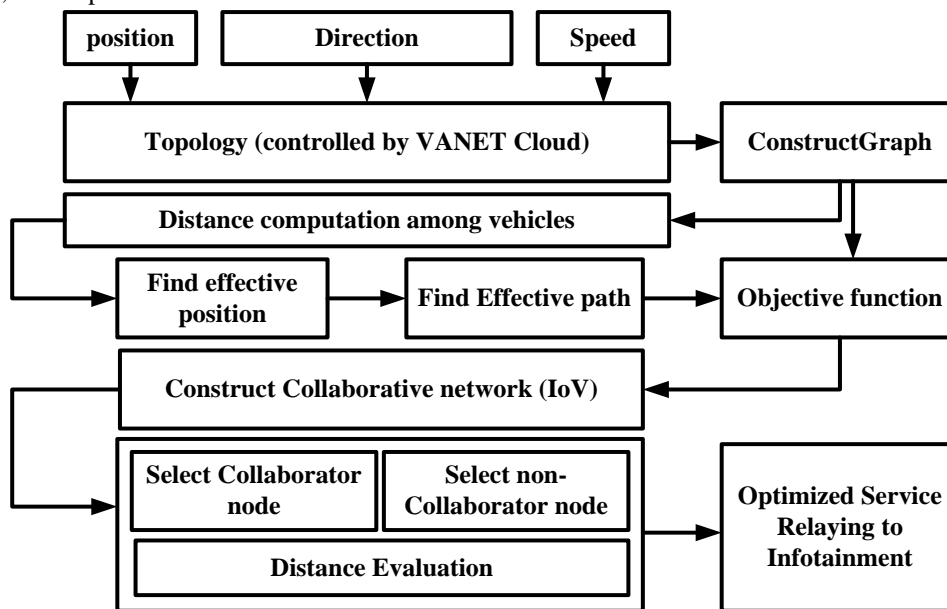 position
Direction
Speed
Topology (controlled by VANET Cloud)
ConstructGraph
Distance computation among vehicles
Find effective
position
Find Effective path
Objective function
Construct Collaborative network (IoV)
Select Collaborator
node
Select non-
Collaborator node
Distance Evaluation
Optimized Service
Relaying to
Infotainment